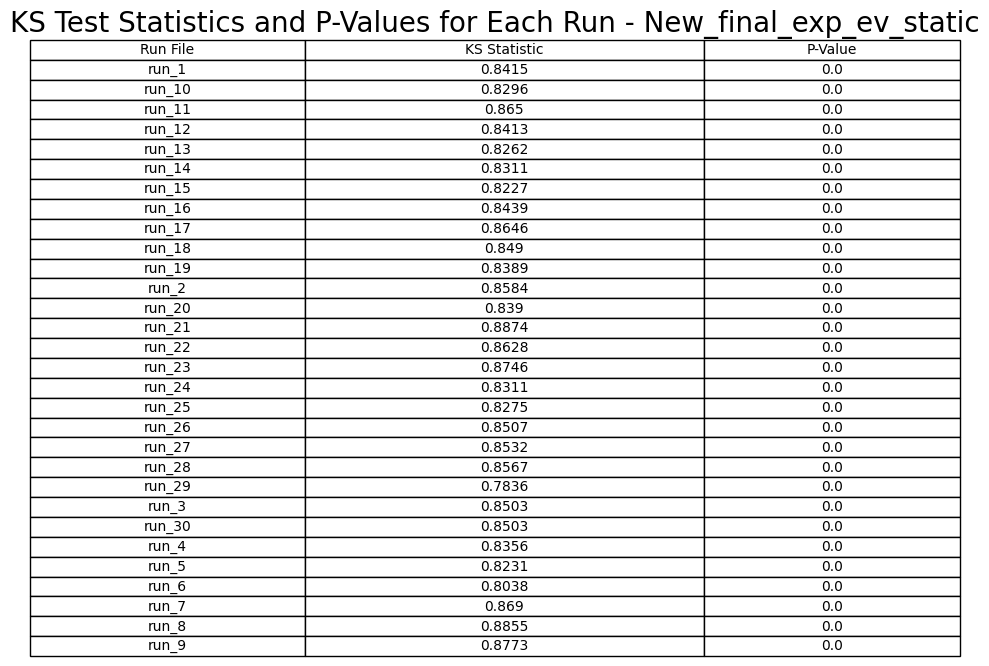 KS Test Statistics and P-Values for Each Run - New_final_exp_ev_static
Run File KS Statistic P-Value
run_1 0.8415 0.0
run_10 0.8296 0.0
run_11 0.865 0.0
run_12 0.8413 0.0
run_13 0.8262 0.0
run_14 0.8311 0.0
run_15 0.8227 0.0
run_16 0.8439 0.0
run_17 0.8646 0.0
run_18 0.849 0.0
run_19 0.8389 0.0
run_2 0.8584 0.0
run_20 0.839 0.0
run_21 0.8874 0.0
run_22 0.8628 0.0
run_23 0.8746 0.0
run_24 0.8311 0.0
run_25 0.8275 0.0
run_26 0.8507 0.0
run_27 0.8532 0.0
run_28 0.8567 0.0
run_29 0.7836 0.0
run_3 0.8503 0.0
run_30 0.8503 0.0
run_4 0.8356 0.0
run_5 0.8231 0.0
run_6 0.8038 0.0
run_7 0.869 0.0
run_8 0.8855 0.0
run_9 0.8773 0.0